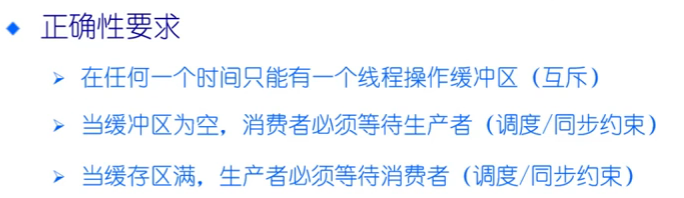 正确性要求
在任何一个时间只能有一个线程操作缓冲区（互斥）
当缓冲区为空，消费者必须等待生产者（调度/同步约束）
当缓存区满，生产者必须等待消费者（调度/同步约束）